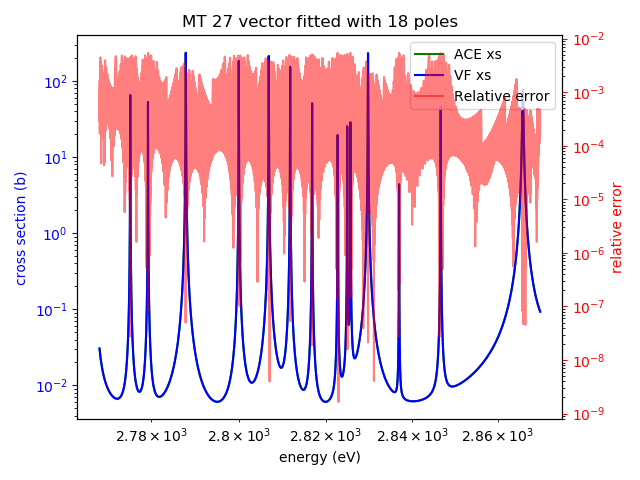 MT 27 vector fitted with 18 poles
ACE xs
VF xs
Relative error
cross section (b)
10²
10¹
10⁰
10⁻¹
10⁻²
relative error
10⁻²
10⁻³
10⁻⁴
10⁻⁵
10⁻⁶
10⁻⁷
10⁻⁸
10⁻⁹
2.78 × 10³ 2.8 × 10³ 2.82 × 10³ 2.84 × 10³ 2.86 × 10³
energy (eV)